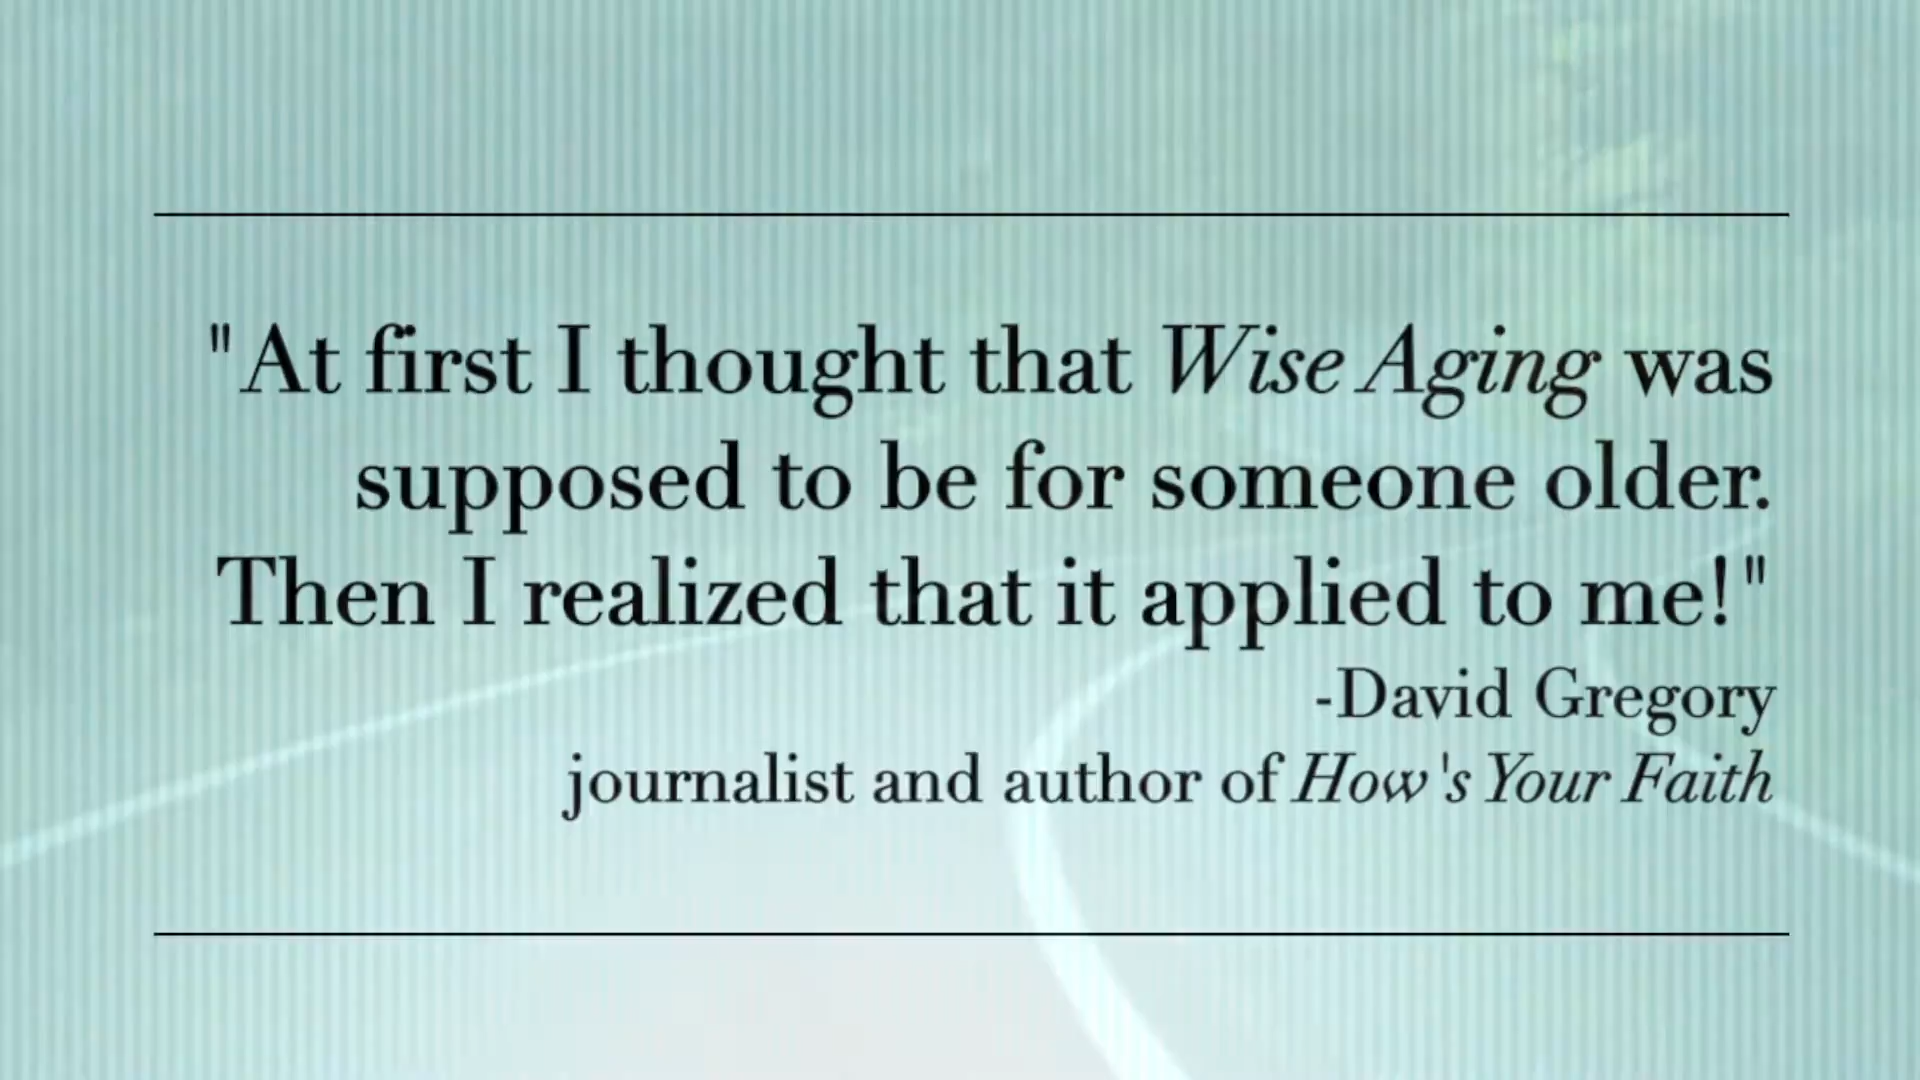 "At first I thought that Wise Aging was
supposed to be for someone older.
Then I realized that it applied to me!"
-David Gregory
journalist and author of How's Your Faith